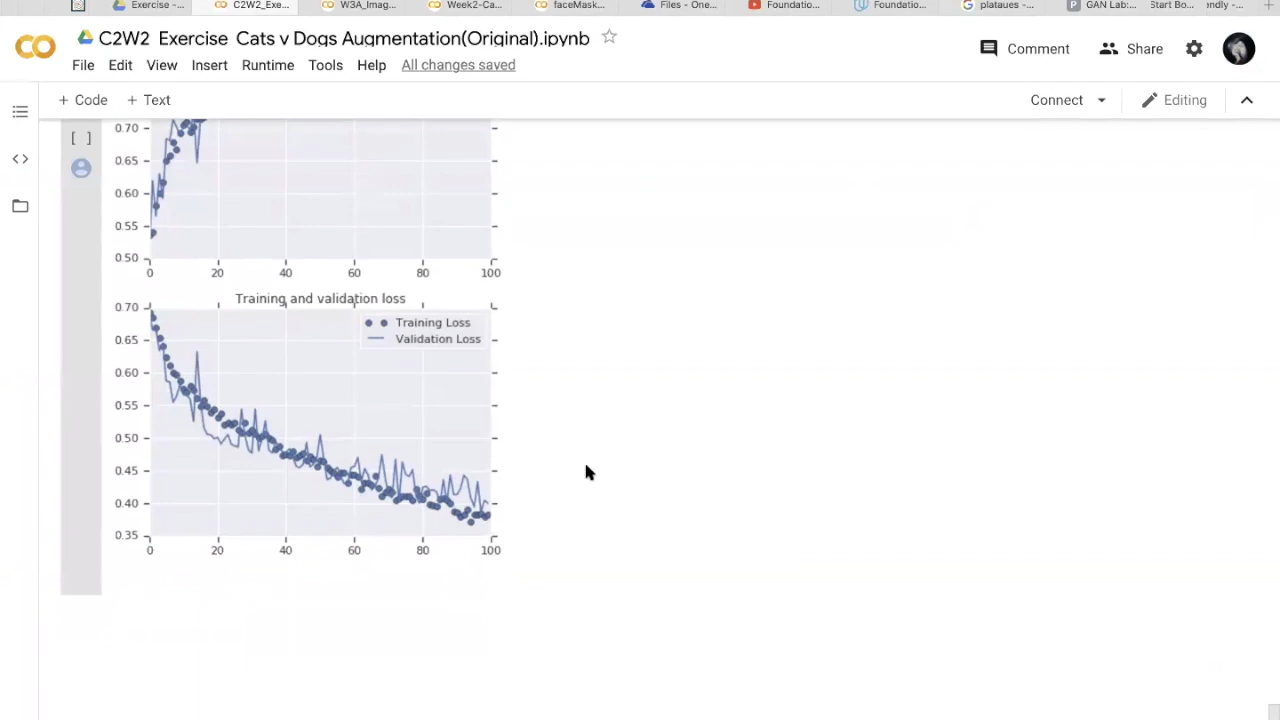 Exercise -
C2W2_Exe...
W3A_Imag...
Week2-Ca...
faceMask...
Files - One...
Foundatio...
Foundatio...
plataues -...
GAN Lab:...
Start Bo...
ndly -...
C2W2 Exercise Cats v Dogs Augmentation(Original).ipynb
Comment
Share
File Edit View Insert Runtime Tools Help All changes saved
+ Code + Text
Connect
Editing
[ ]
0.70
0.65
0.60
0.55
0.50
0 20 40 60 80 100
Training and validation loss
0.70
Training Loss
Validation Loss
0.65
0.60
0.55
0.50
0.45
0.40
0.35
0 20 40 60 80 100